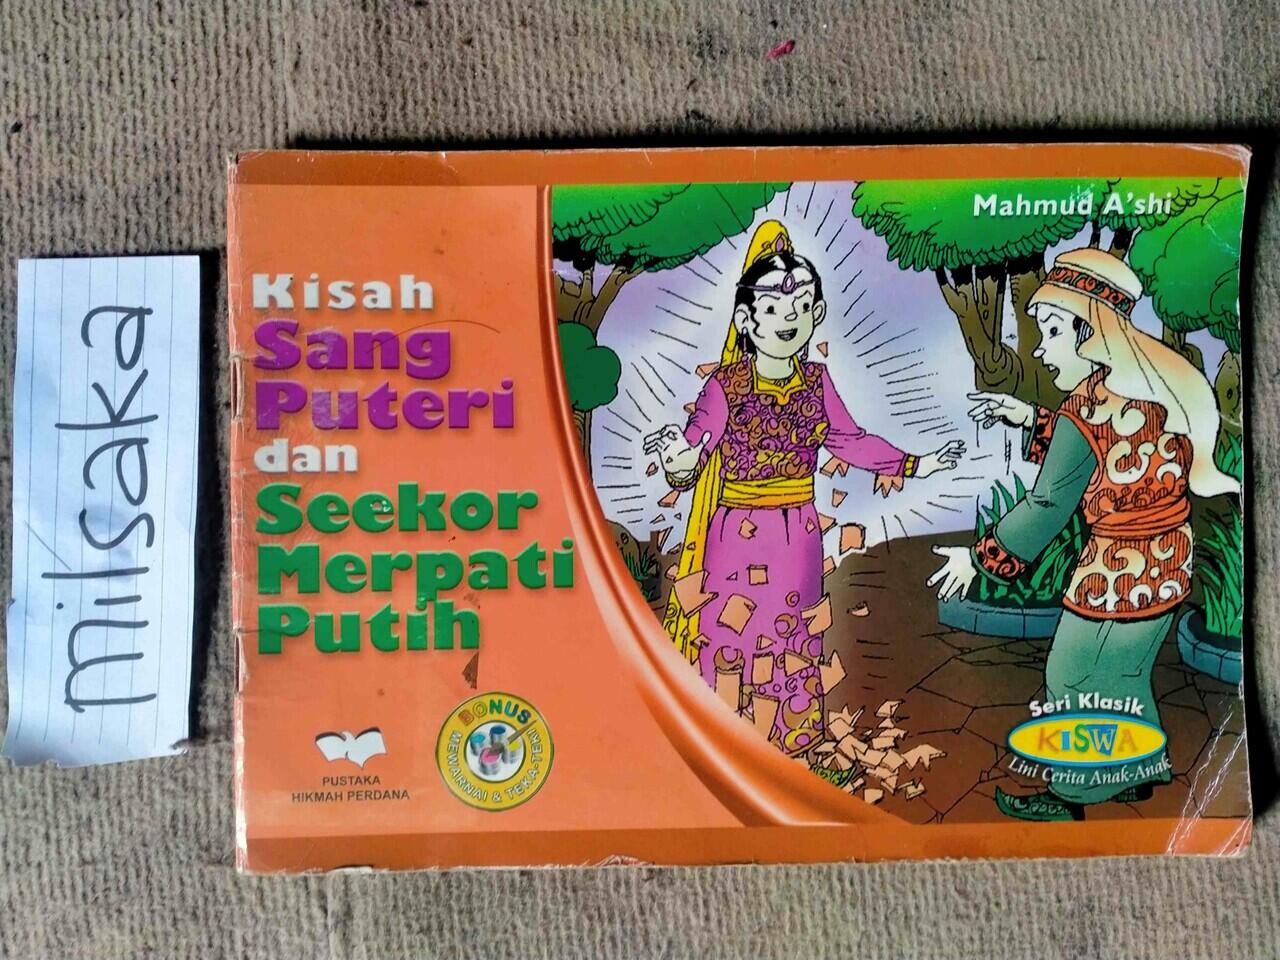 milsaka
Mahmud A'shi
Kisah
Sang
Puteri
dan
Seekor
Merpati
Putih
PUSTAKA
HIKMAH PERDANA
BONUS
MEWARNAI & TEKA-TEKI
Seri Klasik
KISWA
Lini Cerita Anak-Anak